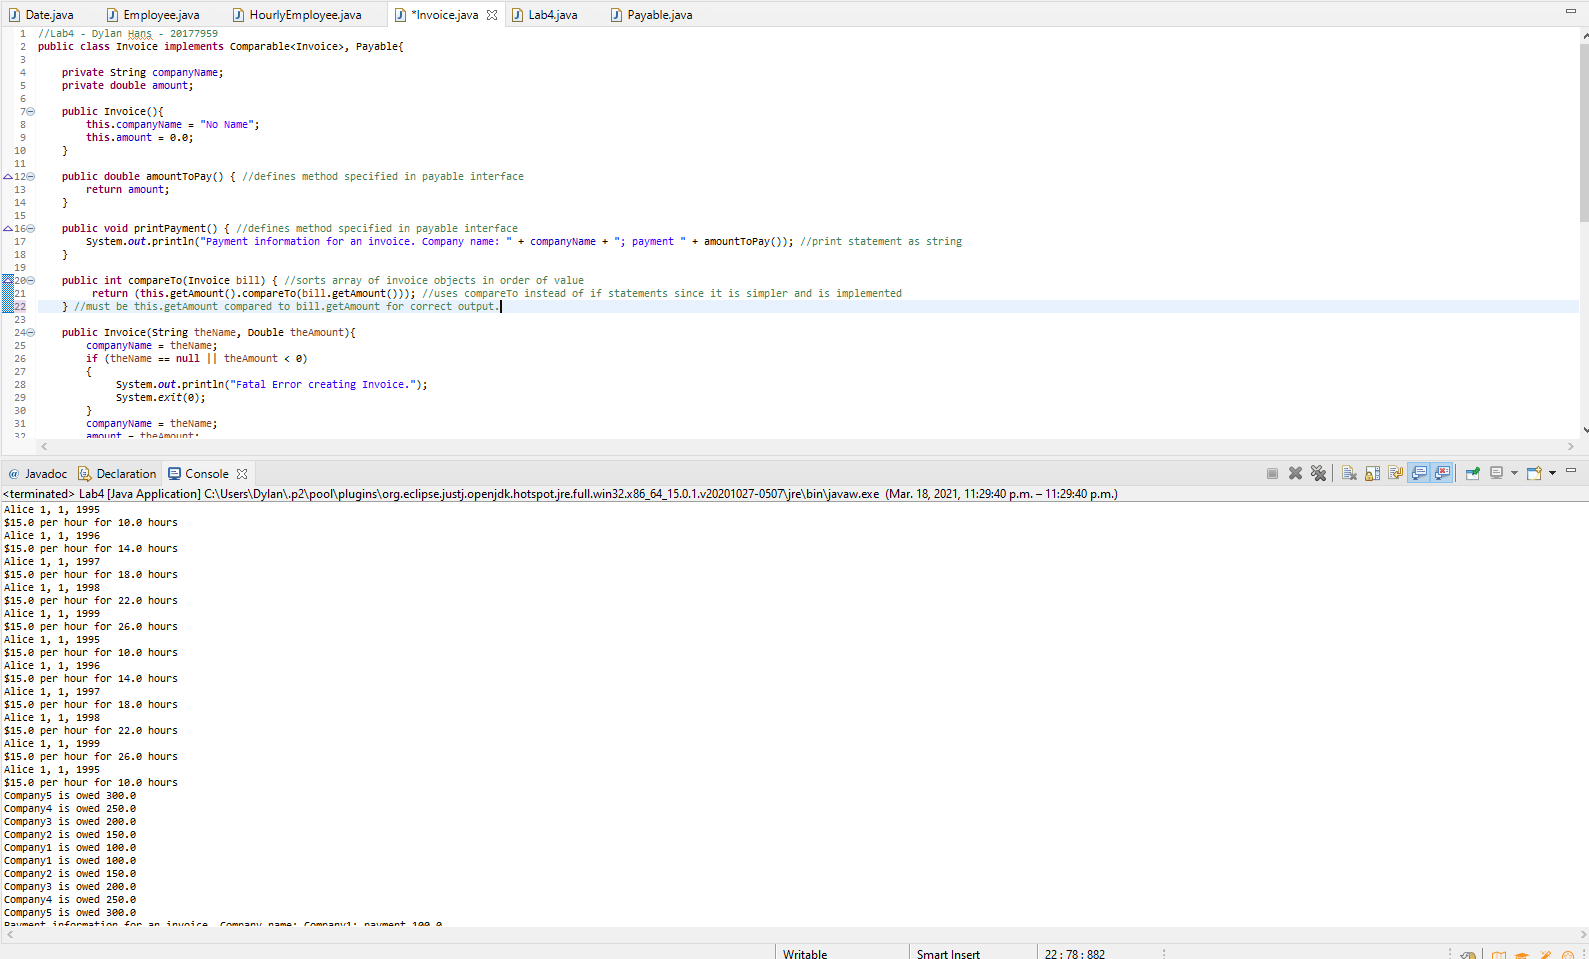 Date.java Employee.java HourlyEmployee.java *Invoice.java Lab4.java Payable.java
1 //Lab4 - Dylan Hans - 20177959
2 public class Invoice implements Comparable<Invoice>, Payable{
3
4 private String companyName;
5 private double amount;
6
7 public Invoice(){
8 this.companyName = "No Name";
9 this.amount = 0.0;
10 }
11
12 public double amountToPay() { //defines method specified in payable interface
13 return amount;
14 }
15
16 public void printPayment() { //defines method specified in payable interface
17 System.out.println("Payment information for an invoice. Company name: " + companyName + "; payment " + amountToPay()); //print statement as string
18 }
19
20 public int compareTo(Invoice bill) { //sorts array of invoice objects in order of value
21 return (this.getAmount().compareTo(bill.getAmount())); //uses compareTo instead of if statements since it is simpler and is implemented
22 } //must be this.getAmount compared to bill.getAmount for correct output.
23
24 public Invoice(String theName, Double theAmount){
25 companyName = theName;
26 if (theName == null || theAmount < 0)
27 {
28 System.out.println("Fatal Error creating Invoice.");
29 System.exit(0);
30 }
31 companyName = theName;
32 amount = theAmount;
@ Javadoc Declaration Console
<terminated> Lab4 [Java Application] C:\Users\Dylan\.p2\pool\plugins\org.eclipse.justj.openjdk.hotspot.jre.full.win32.x86_64_15.0.1.v20201027-0507\jre\bin\javaw.exe (Mar. 18, 2021, 11:29:40 p.m. – 11:29:40 p.m.)
Alice 1, 1, 1995
$15.0 per hour for 10.0 hours
Alice 1, 1, 1996
$15.0 per hour for 14.0 hours
Alice 1, 1, 1997
$15.0 per hour for 18.0 hours
Alice 1, 1, 1998
$15.0 per hour for 22.0 hours
Alice 1, 1, 1999
$15.0 per hour for 26.0 hours
Alice 1, 1, 1995
$15.0 per hour for 10.0 hours
Alice 1, 1, 1996
$15.0 per hour for 14.0 hours
Alice 1, 1, 1997
$15.0 per hour for 18.0 hours
Alice 1, 1, 1998
$15.0 per hour for 22.0 hours
Alice 1, 1, 1999
$15.0 per hour for 26.0 hours
Alice 1, 1, 1995
$15.0 per hour for 10.0 hours
Company5 is owed 300.0
Company4 is owed 250.0
Company3 is owed 200.0
Company2 is owed 150.0
Company1 is owed 100.0
Company1 is owed 100.0
Company2 is owed 150.0
Company3 is owed 200.0
Company4 is owed 250.0
Company5 is owed 300.0
Payment information for an invoice. Company name: Company1; payment 100.0
Writable Smart Insert 22 : 78 : 882